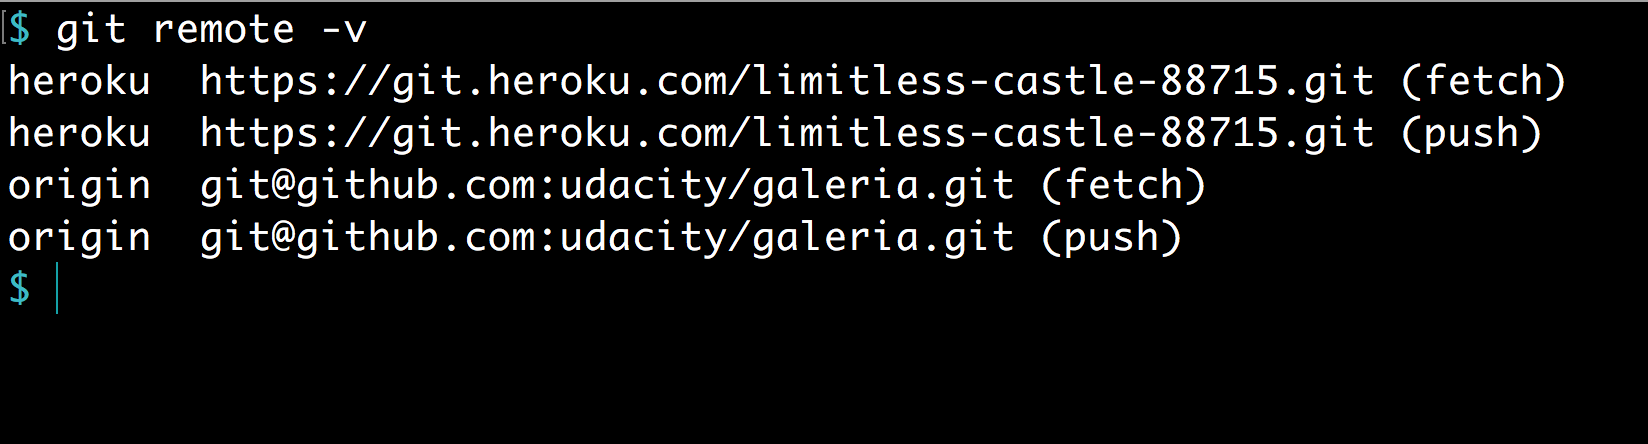 $ git remote -v
heroku  https://git.heroku.com/limitless-castle-88715.git (fetch)
heroku  https://git.heroku.com/limitless-castle-88715.git (push)
origin  git@github.com:udacity/galeria.git (fetch)
origin  git@github.com:udacity/galeria.git (push)
$